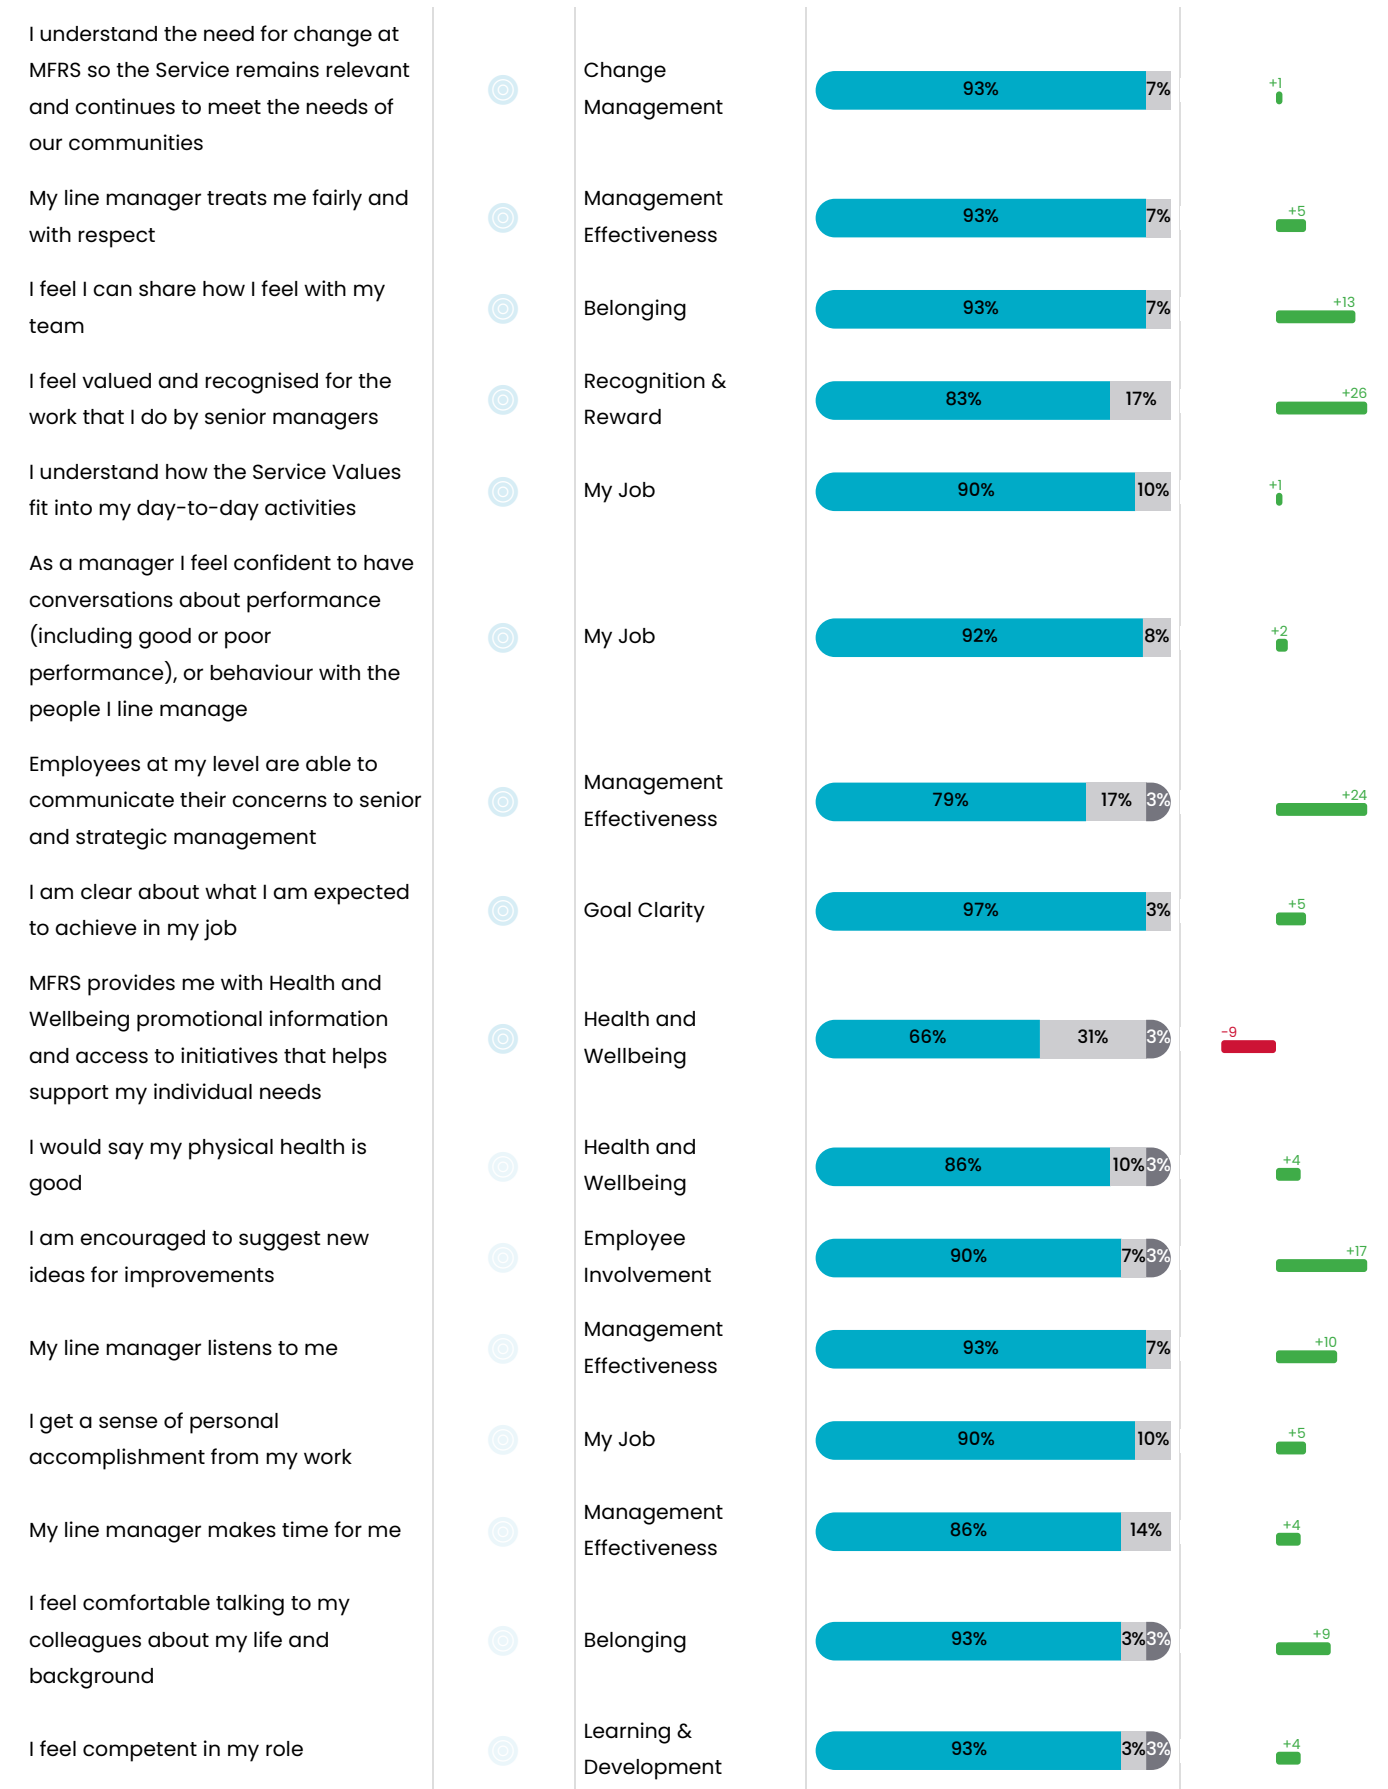 I understand the need for change at
MFRS so the Service remains relevant
and continues to meet the needs of
our communities
Change
Management
93%
7%
+1
My line manager treats me fairly and
with respect
Management
Effectiveness
93%
7%
+5
I feel I can share how I feel with my
team
Belonging
93%
7%
+13
I feel valued and recognised for the
work that I do by senior managers
Recognition &
Reward
83%
17%
+26
I understand how the Service Values
fit into my day-to-day activities
My Job
90%
10%
+1
As a manager I feel confident to have
conversations about performance
(including good or poor
performance), or behaviour with the
people I line manage
My Job
92%
8%
+2
Employees at my level are able to
communicate their concerns to senior
and strategic management
Management
Effectiveness
79%
17%
3%
+24
I am clear about what I am expected
to achieve in my job
Goal Clarity
97%
3%
+5
MFRS provides me with Health and
Wellbeing promotional information
and access to initiatives that helps
support my individual needs
Health and
Wellbeing
66%
31%
3%
-9
I would say my physical health is
good
Health and
Wellbeing
86%
10%
3%
+4
I am encouraged to suggest new
ideas for improvements
Employee
Involvement
90%
7%
3%
+17
My line manager listens to me
Management
Effectiveness
93%
7%
+10
I get a sense of personal
accomplishment from my work
My Job
90%
10%
+5
My line manager makes time for me
Management
Effectiveness
86%
14%
+4
I feel comfortable talking to my
colleagues about my life and
background
Belonging
93%
3%
3%
+9
I feel competent in my role
Learning &
Development
93%
3%
3%
+4